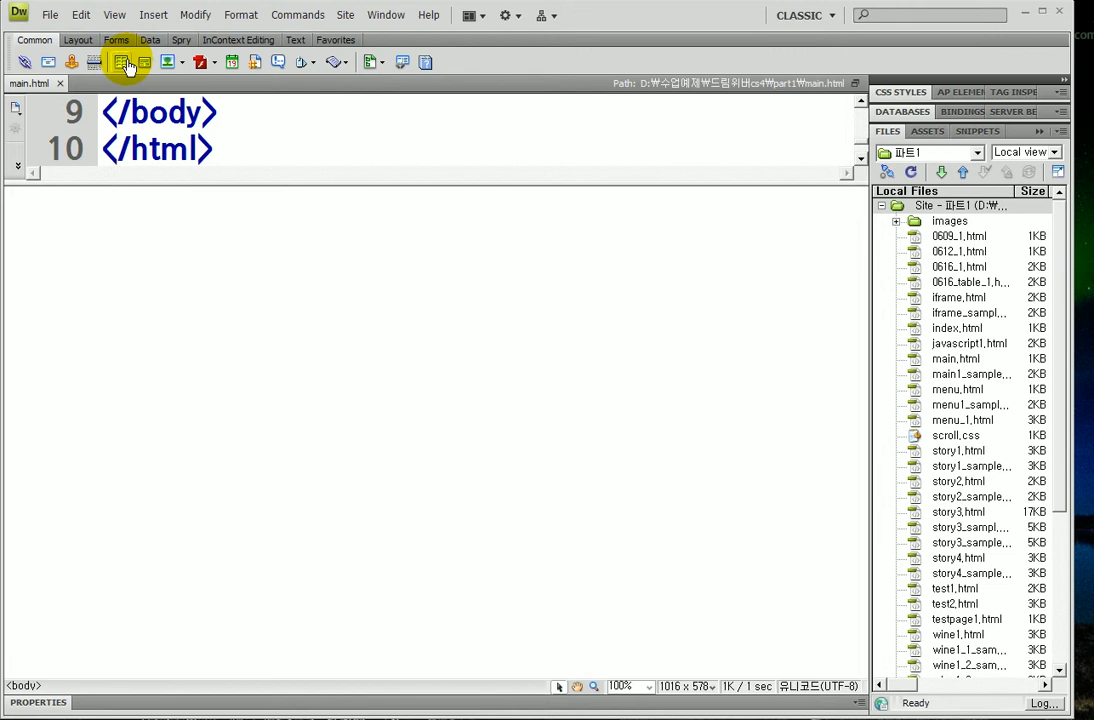 Dw File Edit View Insert Modify Format Commands Site Window Help CLASSIC
Common Layout Forms Data Spry InContext Editing Text Favorites
main.html Path: D:₩수업예제₩드림위버cs4₩part1₩main.html
9 </body>
10 </html>
CSS STYLES AP ELEMEN TAG INSPE
DATABASES BINDINGS SERVER BE
FILES ASSETS SNIPPETS
파트1 Local view
Local Files Size
Site - 파트1 (D:₩...
images
0609_1.html 1KB
0612_1.html 1KB
0616_1.html 2KB
0616_table_1.h... 2KB
iframe.html 2KB
iframe_sampl... 2KB
index.html 1KB
javascript1.html 2KB
main.html 1KB
main1_sample... 2KB
menu.html 1KB
menu1_sampl... 2KB
menu_1.html 3KB
scroll.css 1KB
story1.html 3KB
story1_sample... 3KB
story2.html 2KB
story2_sample... 2KB
story3.html 17KB
story3_sampl... 5KB
story3_sample... 5KB
story4.html 3KB
story4_sample... 3KB
test1.html 2KB
test2.html 3KB
testpage1.html 1KB
wine1.html 3KB
wine1_1_sam... 3KB
wine1_2_sam... 3KB
<body> 100% 1016 x 578 1K / 1 sec 유니코드(UTF-8)
Ready Log...
PROPERTIES